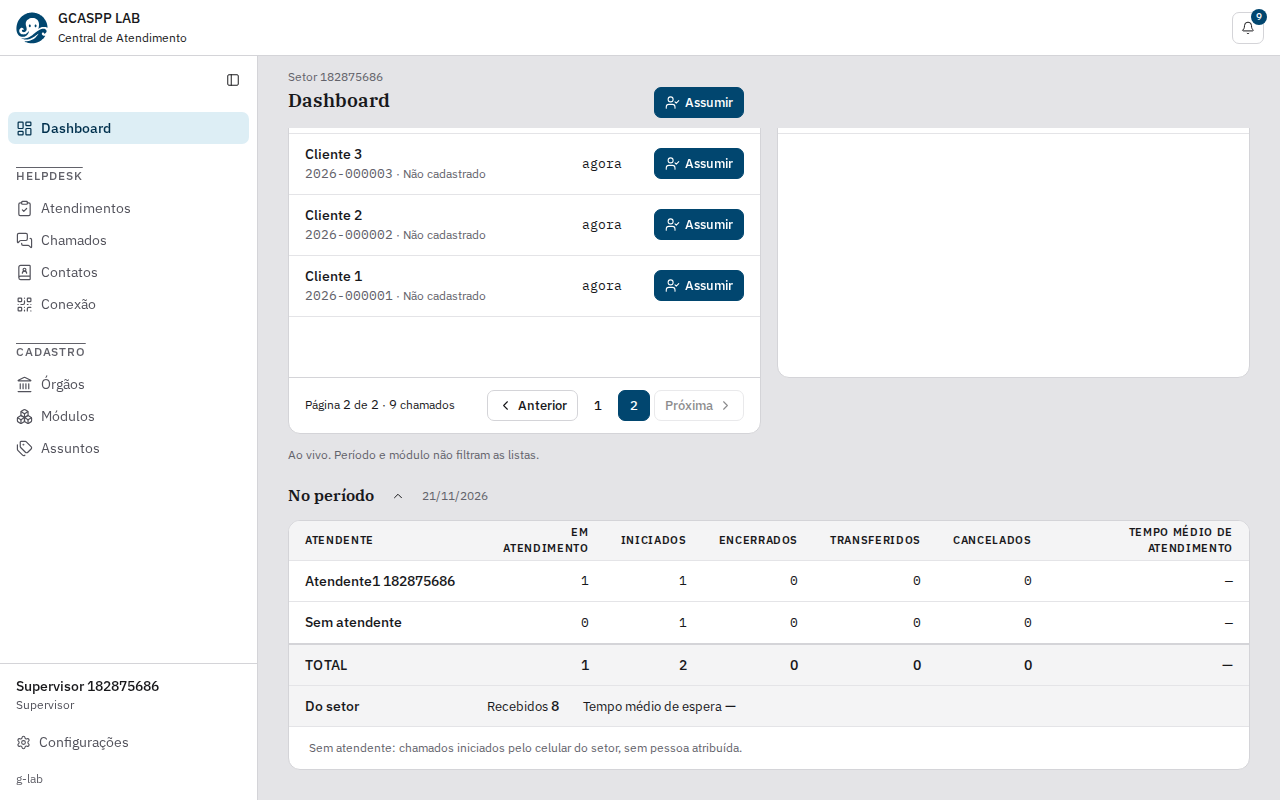 GCASPP LAB
Central de Atendimento
9
Dashboard
HELPDESK
Atendimentos
Chamados
Contatos
Conexão
CADASTRO
Órgãos
Módulos
Assuntos
Supervisor 182875686
Supervisor
Configurações
g-lab
Setor 182875686
Dashboard
Assumir
Cliente 3
2026-000003 · Não cadastrado
agora
Assumir
Cliente 2
2026-000002 · Não cadastrado
agora
Assumir
Cliente 1
2026-000001 · Não cadastrado
agora
Assumir
Página 2 de 2 · 9 chamados
Anterior
1
2
Próxima
Ao vivo. Período e módulo não filtram as listas.
No período
21/11/2026
ATENDENTE
EM ATENDIMENTO
INICIADOS
ENCERRADOS
TRANSFERIDOS
CANCELADOS
TEMPO MÉDIO DE ATENDIMENTO
Atendente1 182875686 1 1 0 0 0 —
Sem atendente 0 1 0 0 0 —
TOTAL 1 2 0 0 0 —
Do setor Recebidos 8 Tempo médio de espera —
Sem atendente: chamados iniciados pelo celular do setor, sem pessoa atribuída.